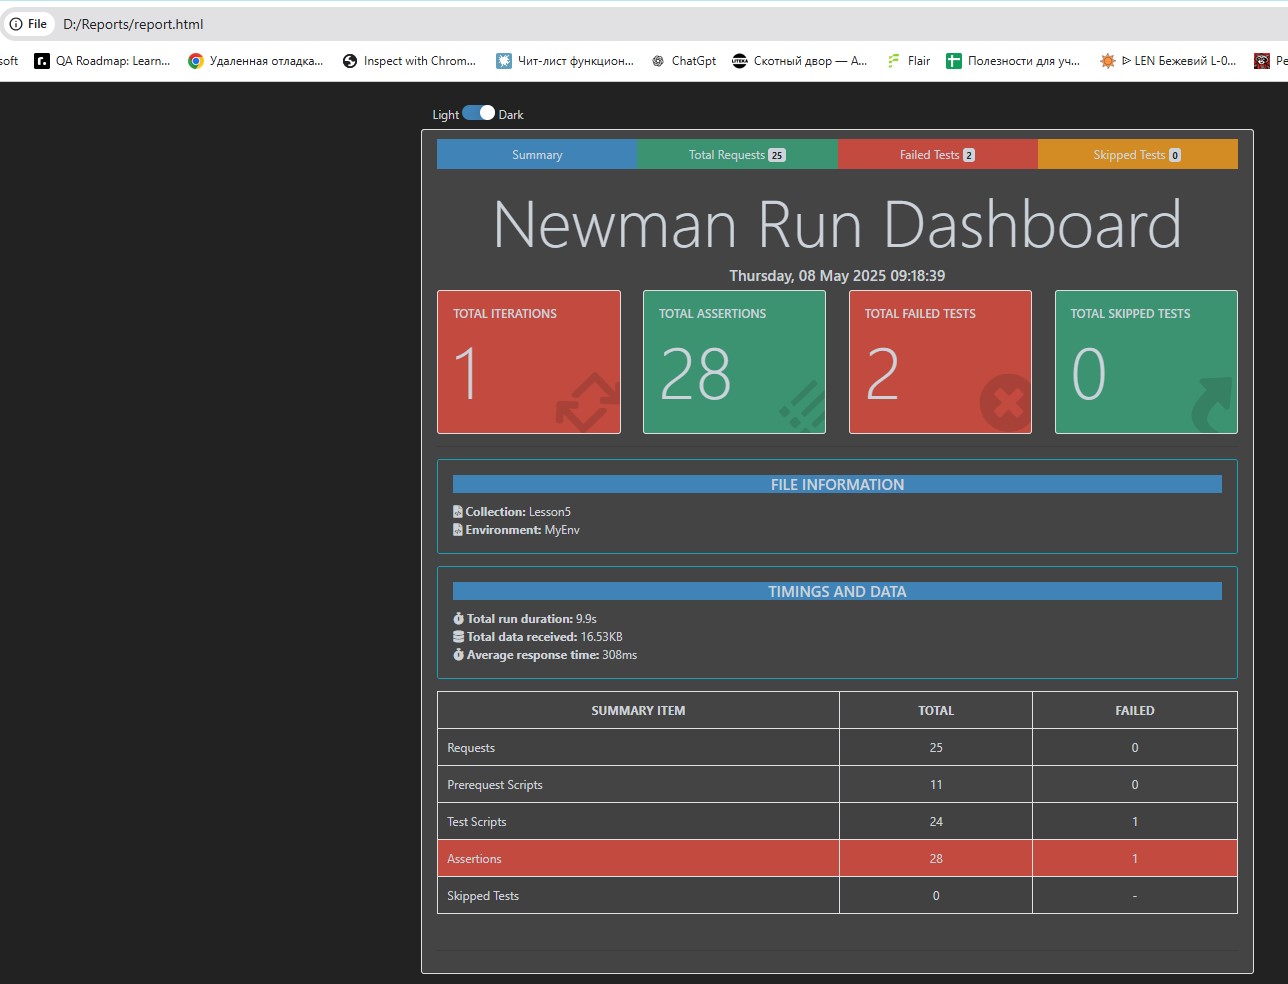 File D:/Reports/report.html
soft QA Roadmap: Learn... Удаленная отладка... Inspect with Chrom... Чит-лист функцион... ChatGpt LITEKA Скотный двор — А... Flair Полезности для уч... ᐈ LEN Бежевий L-0... Pe
Light Dark
Summary Total Requests 25 Failed Tests 2 Skipped Tests 0
Newman Run Dashboard
Thursday, 08 May 2025 09:18:39
TOTAL ITERATIONS TOTAL ASSERTIONS TOTAL FAILED TESTS TOTAL SKIPPED TESTS
1 28 2 0
FILE INFORMATION
Collection: Lesson5
Environment: MyEnv
TIMINGS AND DATA
Total run duration: 9.9s
Total data received: 16.53KB
Average response time: 308ms
SUMMARY ITEM TOTAL FAILED
Requests 25 0
Prerequest Scripts 11 0
Test Scripts 24 1
Assertions 28 1
Skipped Tests 0 -